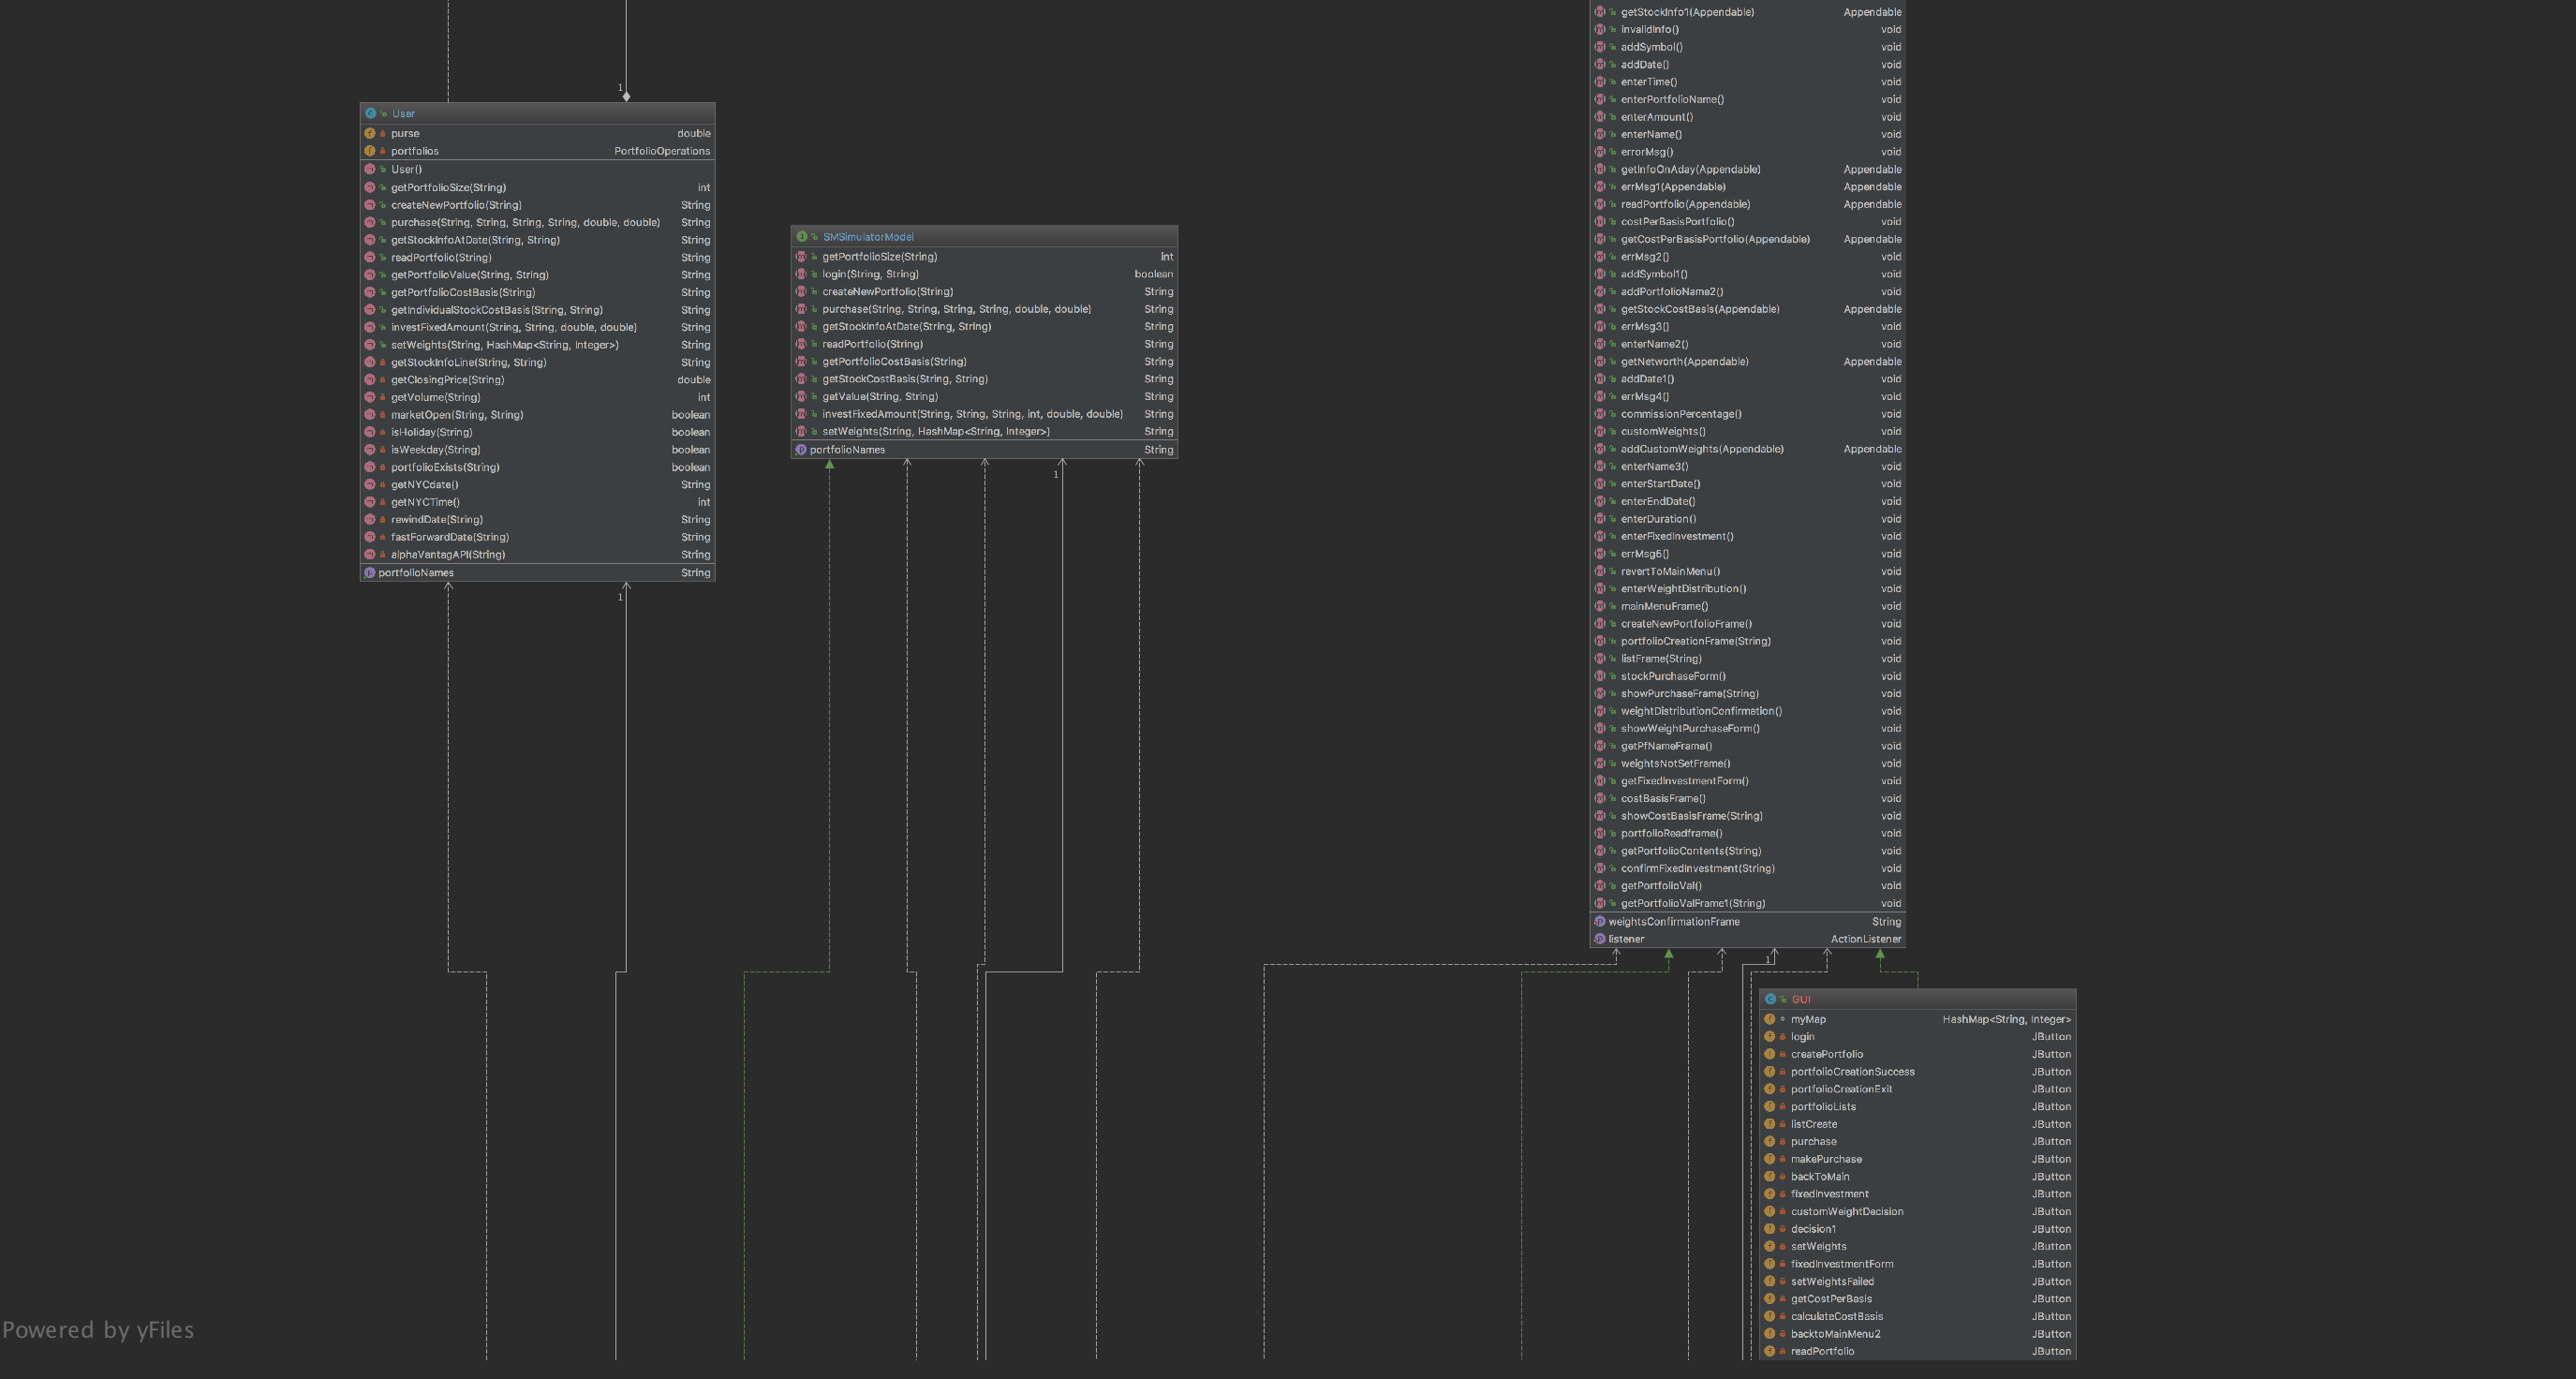 1
User
purse double
portfolios PortfolioOperations
User()
getPortfolioSize(String) int
createNewPortfolio(String) String
purchase(String, String, String, String, double, double) String
getStockInfoAtDate(String, String) String
readPortfolio(String) String
getPortfolioValue(String, String) String
getPortfolioCostBasis(String) String
getIndividualStockCostBasis(String, String) String
investFixedAmount(String, String, double, double) String
setWeights(String, HashMap<String, Integer>) String
getStockInfoLine(String, String) String
getClosingPrice(String) double
getVolume(String) int
marketOpen(String, String) boolean
isHoliday(String) boolean
isWeekday(String) boolean
portfolioExists(String) boolean
getNYCdate() String
getNYCTime() int
rewindDate(String) String
fastForwardDate(String) String
alphaVantagAPI(String) String
portfolioNames String
1
SMSimulatorModel
getPortfolioSize(String) int
login(String, String) boolean
createNewPortfolio(String) String
purchase(String, String, String, String, double, double) String
getStockInfoAtDate(String, String) String
readPortfolio(String) String
getPortfolioCostBasis(String) String
getStockCostBasis(String, String) String
getValue(String, String) String
investFixedAmount(String, String, String, int, double, double) String
setWeights(String, HashMap<String, Integer>) String
portfolioNames String
1
getStockInfo1(Appendable) Appendable
invalidInfo() void
addSymbol() void
addDate() void
enterTime() void
enterPortfolioName() void
enterAmount() void
enterName() void
errorMsg() void
getInfoOnAday(Appendable) Appendable
errMsg1(Appendable) Appendable
readPortfolio(Appendable) Appendable
costPerBasisPortfolio() void
getCostPerBasisPortfolio(Appendable) Appendable
errMsg2() void
addSymbol1() void
addPortfolioName2() void
getStockCostBasis(Appendable) Appendable
errMsg3() void
enterName2() void
getNetworth(Appendable) Appendable
addDate1() void
errMsg4() void
commissionPercentage() void
customWeights() void
addCustomWeights(Appendable) Appendable
enterName3() void
enterStartDate() void
enterEndDate() void
enterDuration() void
enterFixedInvestment() void
errMsg5() void
revertToMainMenu() void
enterWeightDistribution() void
mainMenuFrame() void
createNewPortfolioFrame() void
portfolioCreationFrame(String) void
listFrame(String) void
stockPurchaseForm() void
showPurchaseFrame(String) void
weightDistributionConfirmation() void
showWeightPurchaseForm() void
getPfNameFrame() void
weightsNotSetFrame() void
getFixedInvestmentForm() void
costBasisFrame() void
showCostBasisFrame(String) void
portfolioReadframe() void
getPortfolioContents(String) void
confirmFixedInvestment(String) void
getPortfolioVal() void
getPortfolioValFrame1(String) void
weightsConfirmationFrame String
listener ActionListener
1
GUI
myMap HashMap<String, Integer>
login JButton
createPortfolio JButton
portfolioCreationSuccess JButton
portfolioCreationExit JButton
portfolioLists JButton
listCreate JButton
purchase JButton
makePurchase JButton
backToMain JButton
fixedInvestment JButton
customWeightDecision JButton
decision1 JButton
setWeights JButton
fixedInvestmentForm JButton
setWeightsFailed JButton
getCostPerBasis JButton
calculateCostBasis JButton
backtoMainMenu2 JButton
readPortfolio JButton
Powered by yFiles